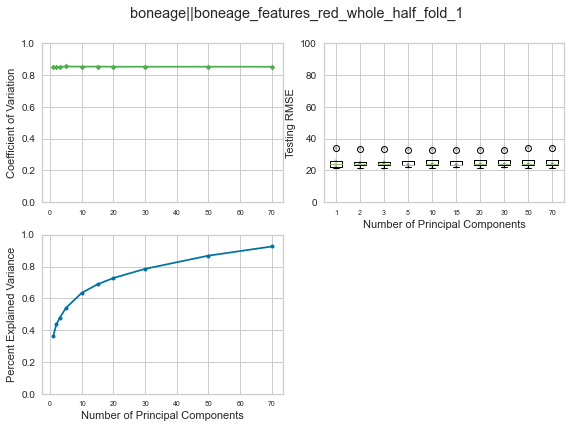 boneage||boneage_features_red_whole_half_fold_1
Coefficient of Variation
1.0
0.8
0.6
0.4
0.2
0.0
0 10 20 30 40 50 60 70
Testing RMSE
100
80
60
40
20
0
1 2 3 5 10 15 20 30 50 70
Number of Principal Components
Percent Explained Variance
1.0
0.8
0.6
0.4
0.2
0.0
0 10 20 30 40 50 60 70
Number of Principal Components